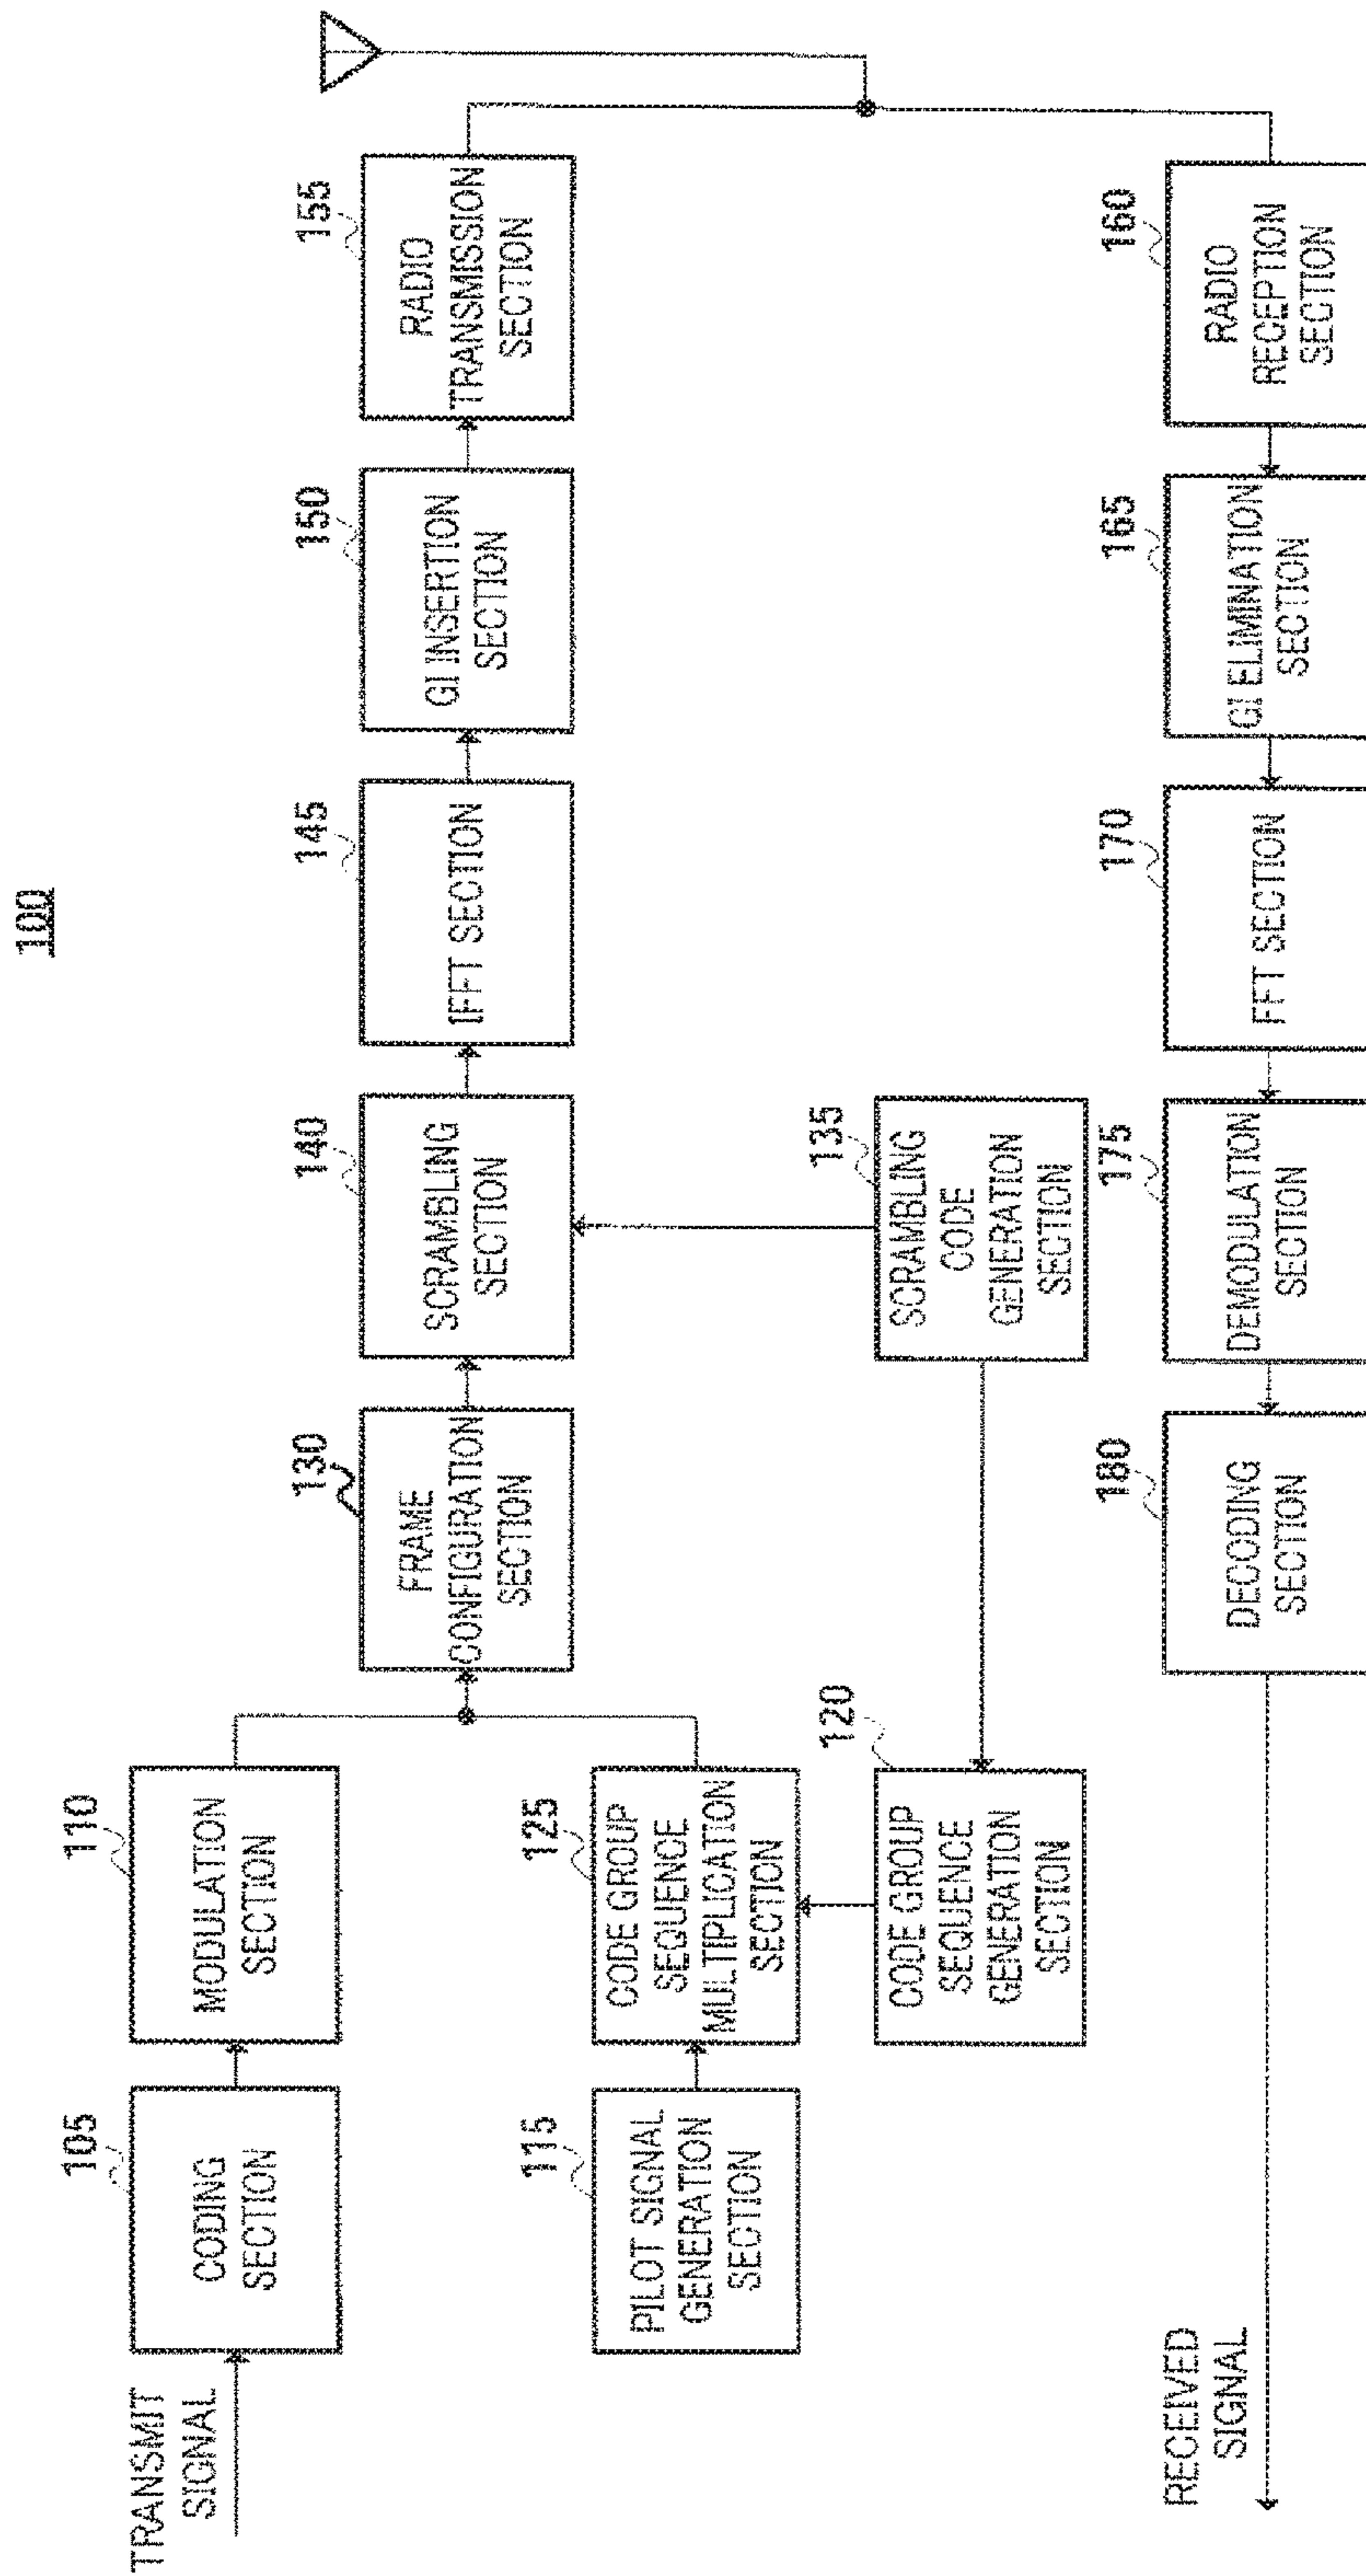 100
TRANSMIT
SIGNAL
105
CODING
SECTION
110
MODULATION
SECTION
115
PILOT SIGNAL
GENERATION
SECTION
125
CODE GROUP
SEQUENCE
MULTIPLICATION
SECTION
120
CODE GROUP
SEQUENCE
GENERATION
SECTION
130
FRAME
CONFIGURATION
SECTION
140
SCRAMBLING
SECTION
135
SCRAMBLING
CODE
GENERATION
SECTION
145
IFFT SECTION
150
GI INSERTION
SECTION
155
RADIO
TRANSMISSION
SECTION
160
RADIO
RECEPTION
SECTION
165
GI ELIMINATION
SECTION
170
FFT SECTION
175
DEMODULATION
SECTION
180
DECODING
SECTION
RECEIVED
SIGNAL